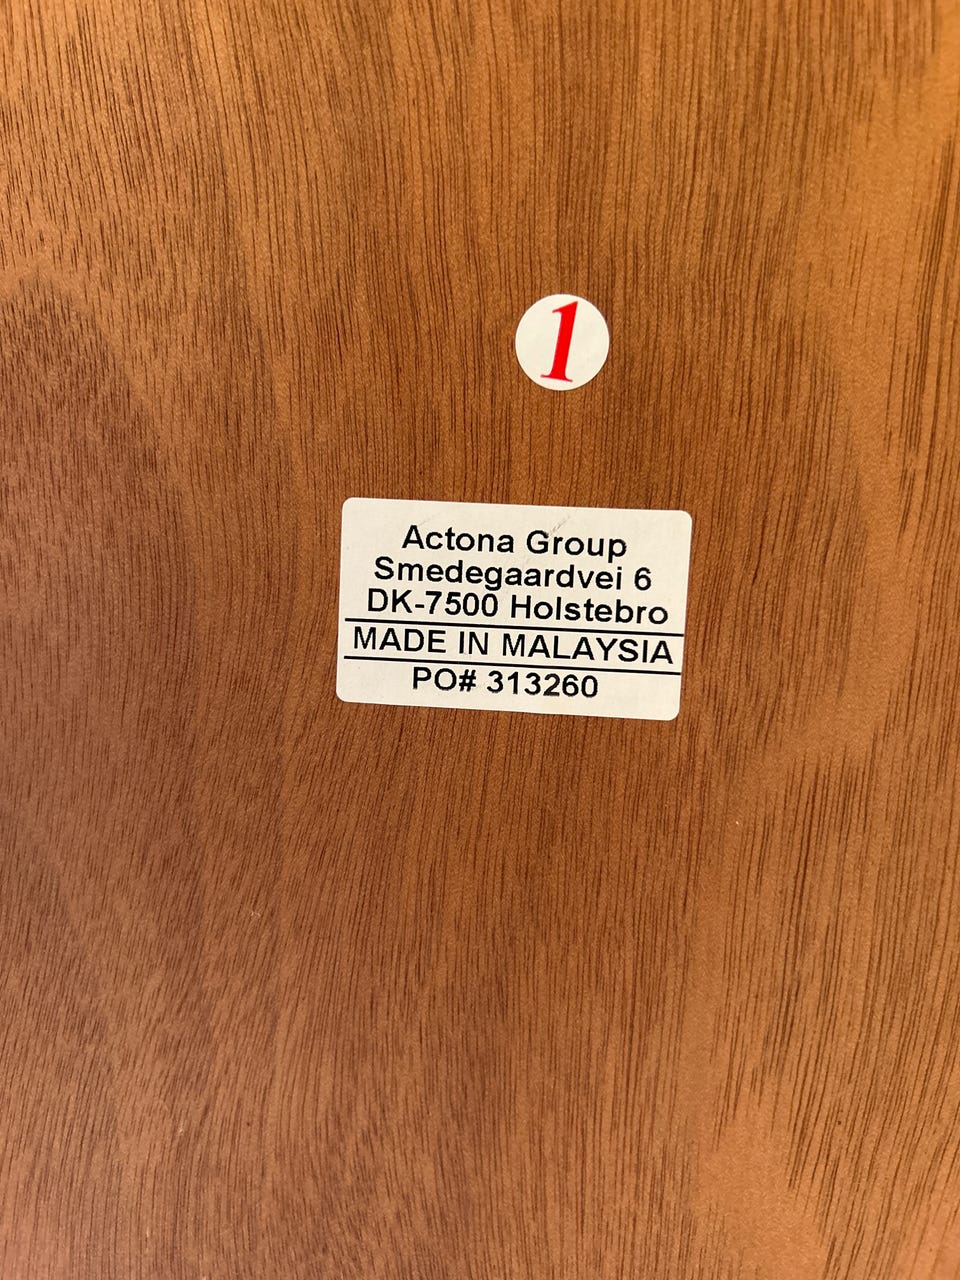 1
Actona Group
Smedegaardvei 6
DK-7500 Holstebro
MADE IN MALAYSIA
PO# 313260